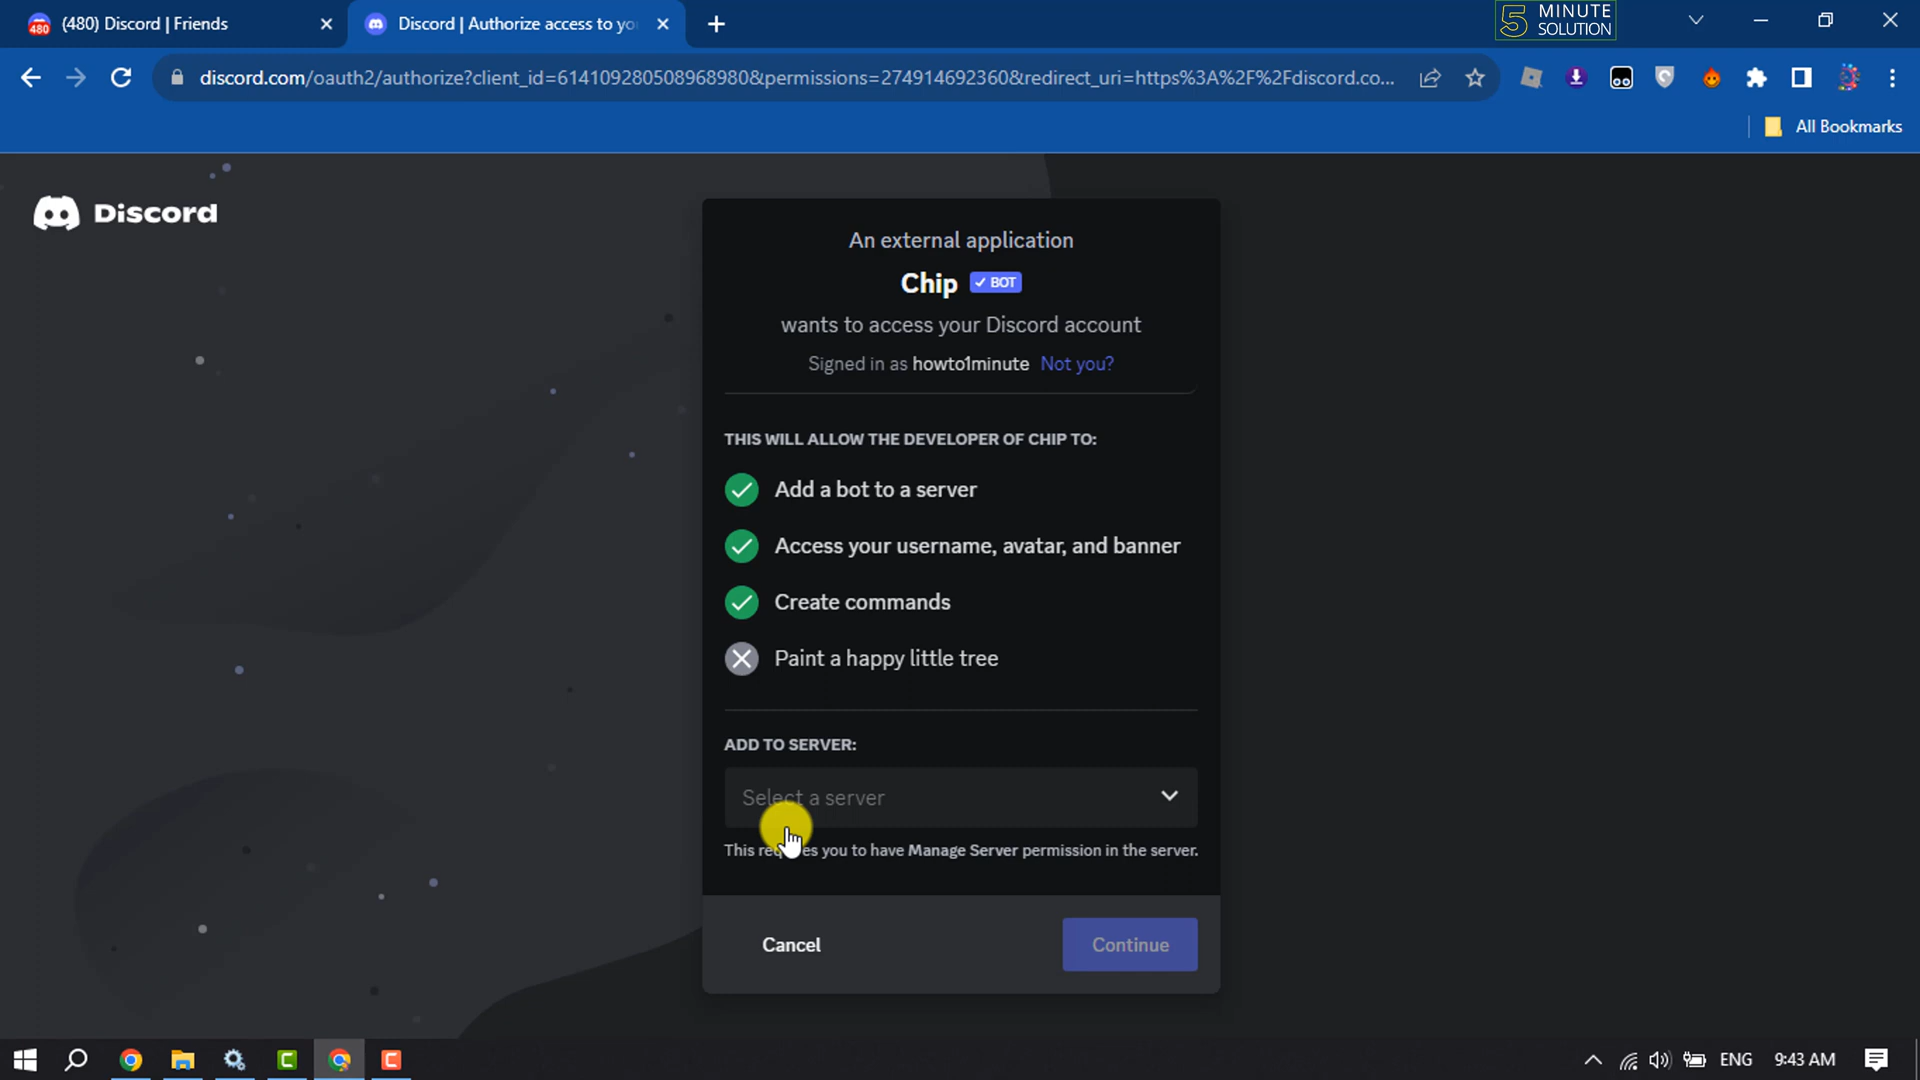 480
(480) Discord | Friends
Discord | Authorize access to yo
5 MINUTE SOLUTION
discord.com/oauth2/authorize?client_id=614109280508968980&permissions=274914692360&redirect_uri=https%3A%2F%2Fdiscord.co...
All Bookmarks
Discord
An external application
Chip BOT
wants to access your Discord account
Signed in as howto1minute Not you?
THIS WILL ALLOW THE DEVELOPER OF CHIP TO:
Add a bot to a server
Access your username, avatar, and banner
Create commands
Paint a happy little tree
ADD TO SERVER:
Select a server
This requires you to have Manage Server permission in the server.
Cancel
Continue
ENG
9:43 AM